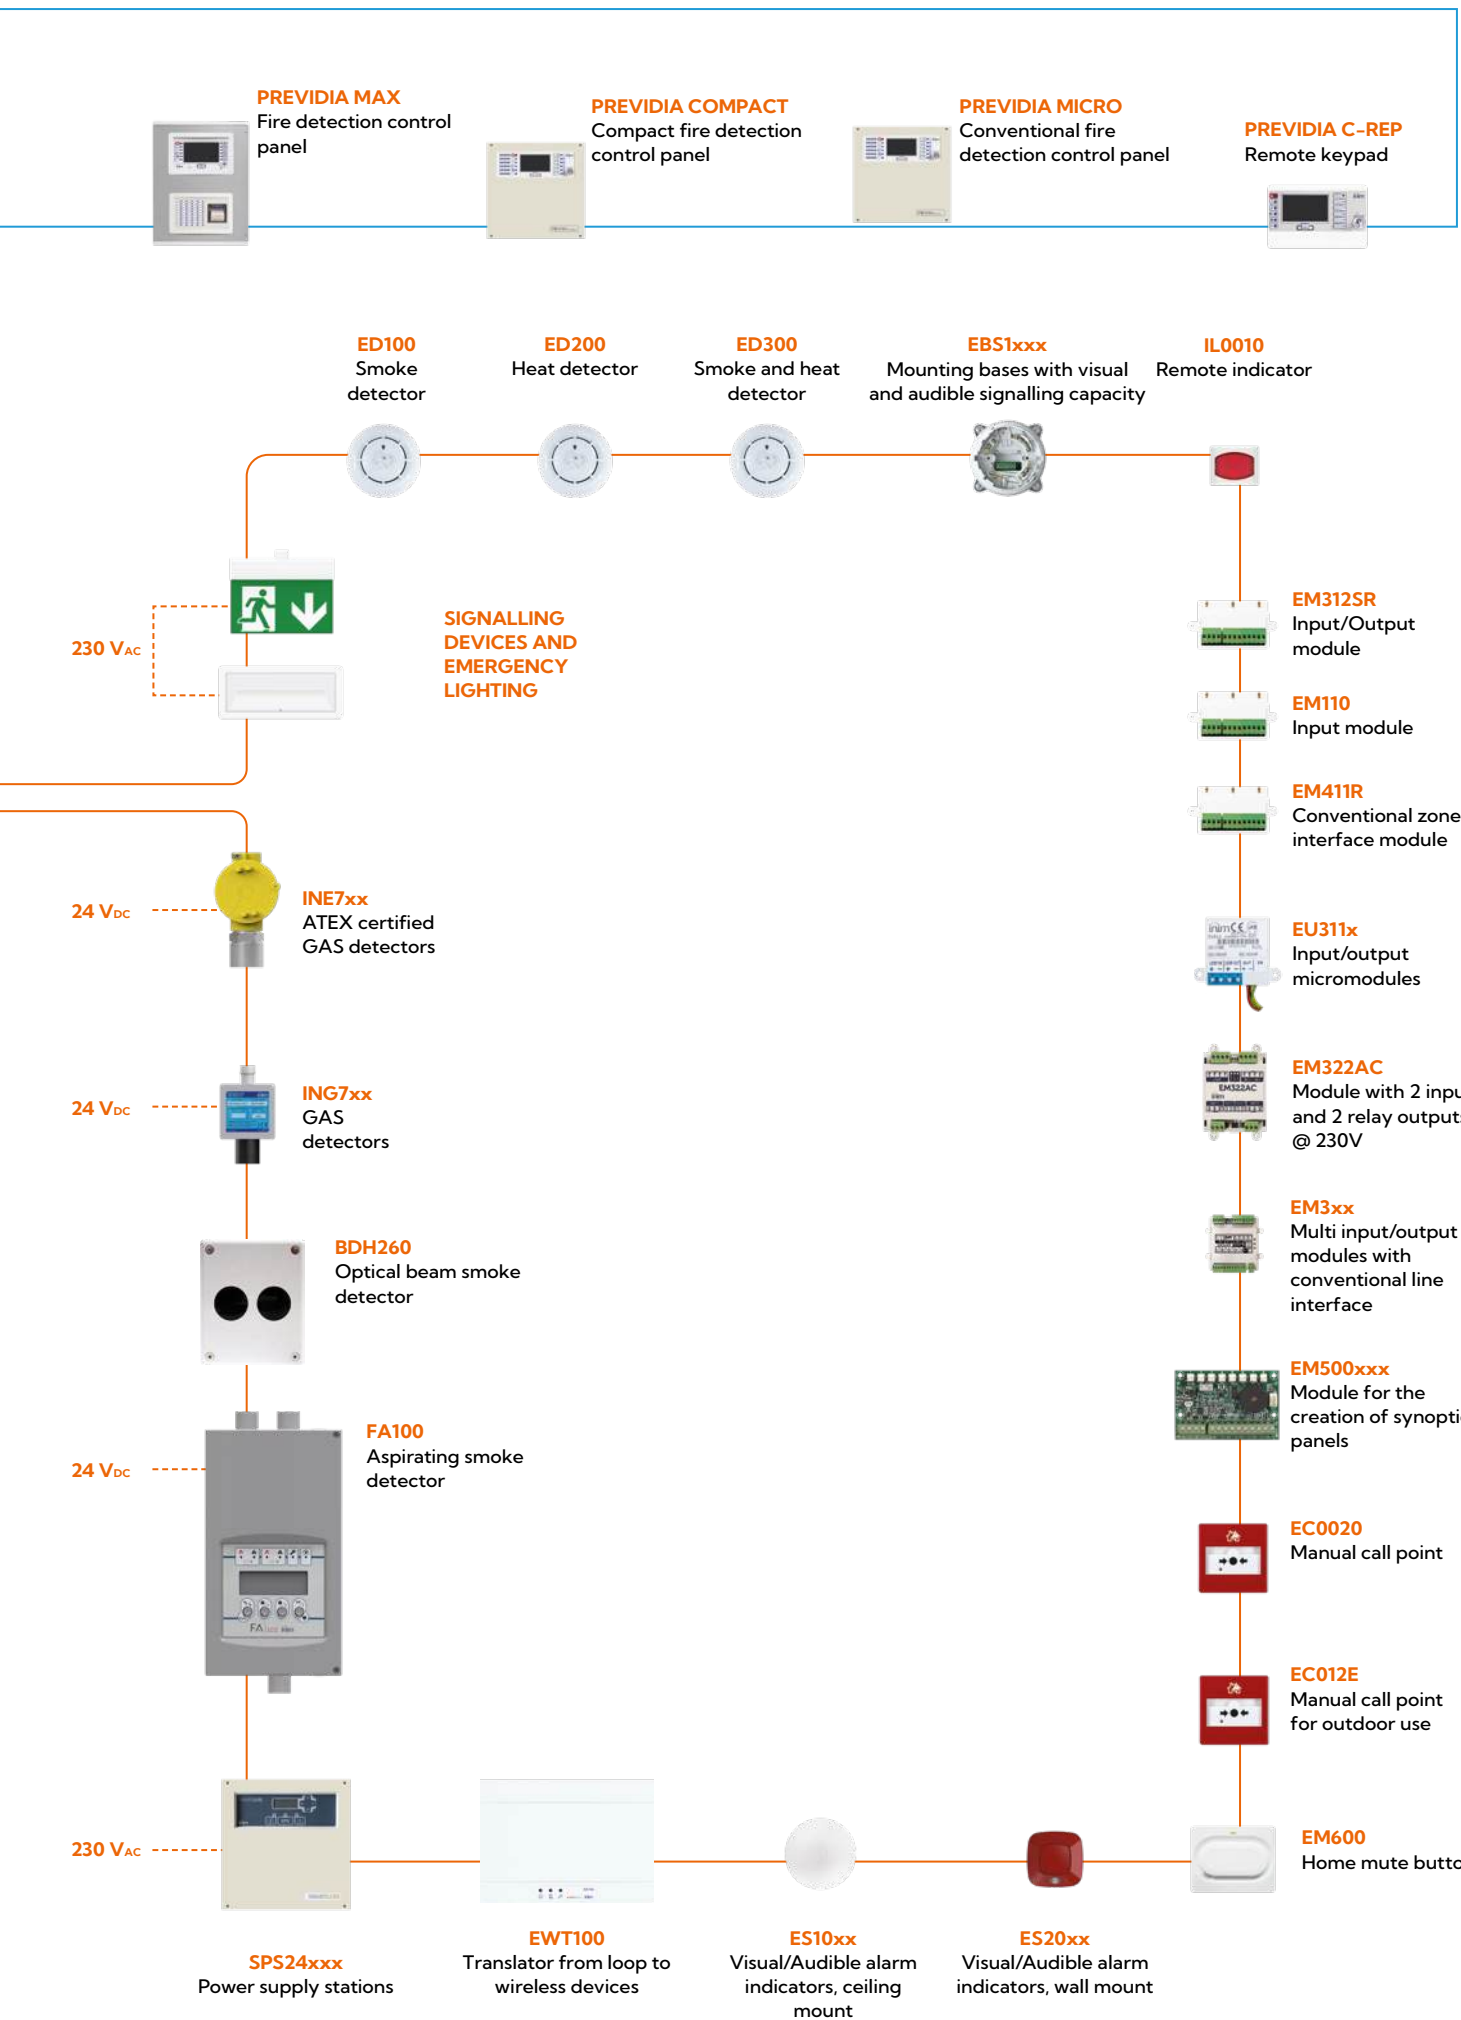 PREVIDIA MAX
Fire detection control
panel
PREVIDIA COMPACT
Compact fire detection
control panel
PREVIDIA MICRO
Conventional fire
detection control panel
PREVIDIA C-REP
Remote keypad
ED100
Smoke
detector
ED200
Heat detector
ED300
Smoke and heat
detector
EBS1xxx
Mounting bases with visual
and audible signalling capacity
IL0010
Remote indicator
230 VAC
SIGNALLING
DEVICES AND
EMERGENCY
LIGHTING
EM312SR
Input/Output
module
EM110
Input module
EM411R
Conventional zone
interface module
24 VDC
INE7xx
ATEX certified
GAS detectors
inim CE
EU311x
Input/output
micromodules
24 VDC
ING7xx
GAS
detectors
EM322AC
inim
EM322AC
Module with 2 inpu
and 2 relay outputs
@ 230V
BDH260
Optical beam smoke
detector
EM3xx
Multi input/output
modules with
conventional line
interface
EM500xxx
Module for the
creation of synopti
panels
24 VDC
FA100
Aspirating smoke
detector
FA100 inim
EC0020
Manual call point
EC012E
Manual call point
for outdoor use
230 VAC
SPS24xxx
Power supply stations
EWT100
Translator from loop to
wireless devices
ES10xx
Visual/Audible alarm
indicators, ceiling
mount
ES20xx
Visual/Audible alarm
indicators, wall mount
EM600
Home mute butto